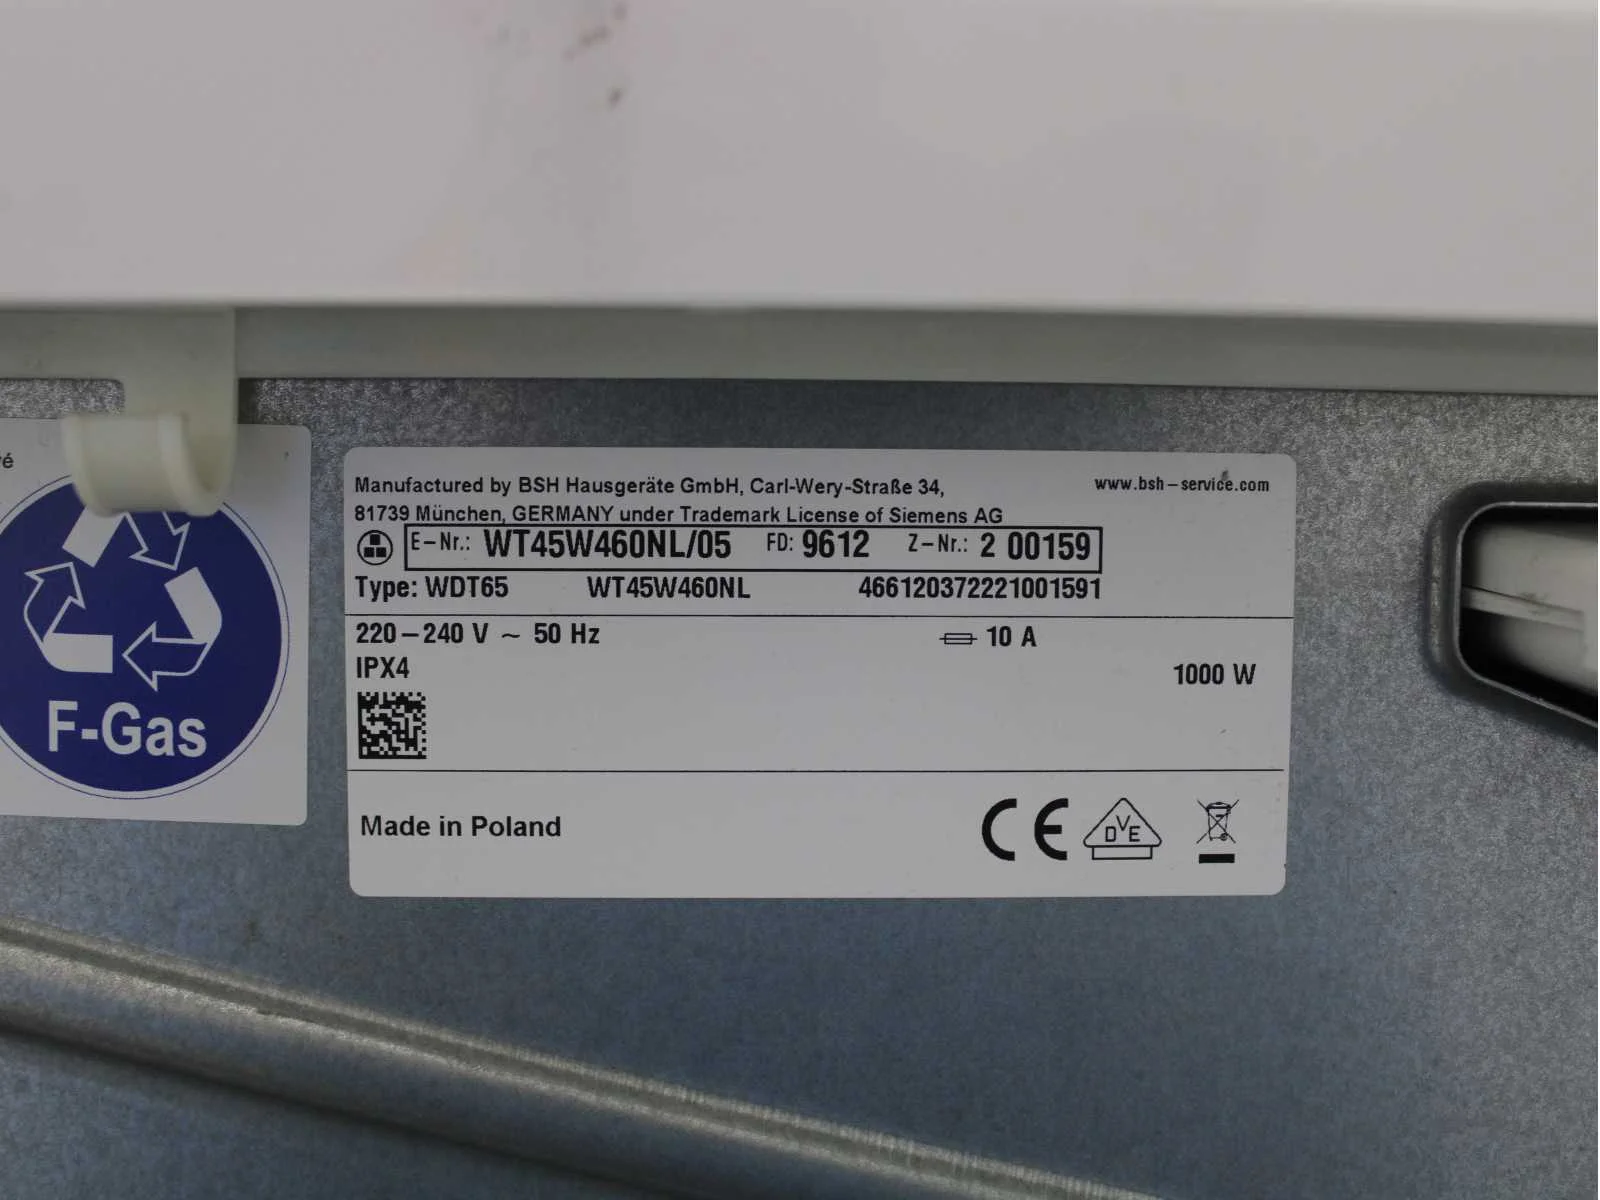 Manufactured by BSH Hausgeräte GmbH, Carl-Wery-Straße 34,
www.bsh-service.com
81739 München, GERMANY under Trademark License of Siemens AG
E-Nr.: WT45W460NL/05 FD: 9612 Z-Nr.: 2 00159
Type: WDT65 WT45W460NL 466120372221001591
220-240 V ~ 50 Hz 10 A
IPX4
1000 W
Made in Poland
CE DVE
F-Gas